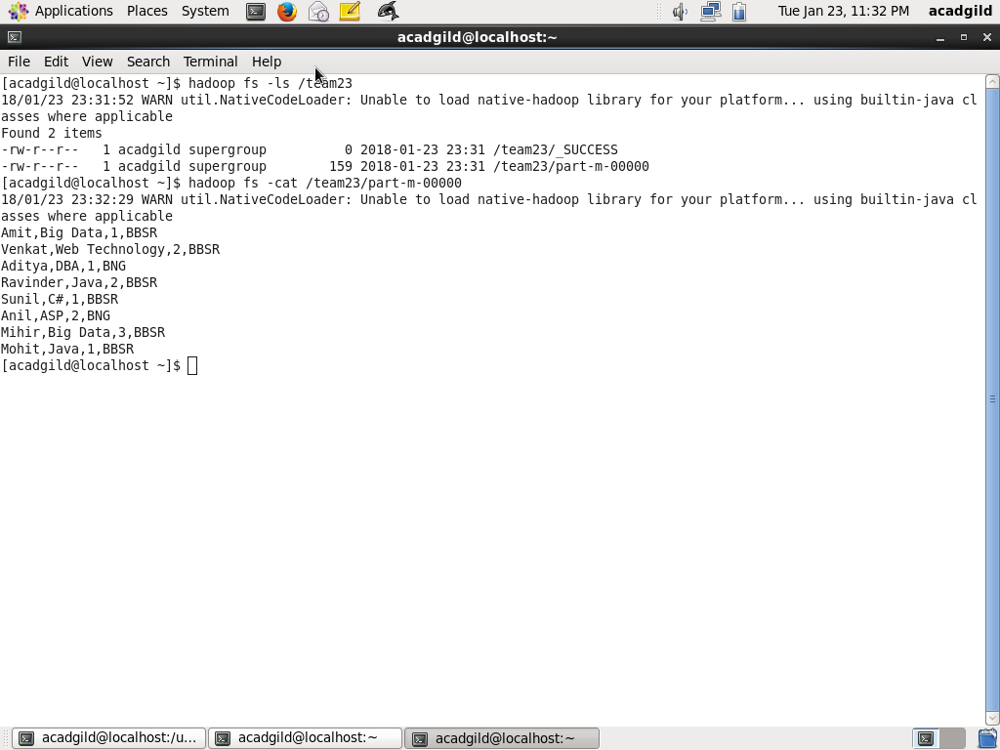 Applications Places System Tue Jan 23, 11:32 PM acadgild
acadgild@localhost:~
File Edit View Search Terminal Help
[acadgild@localhost ~]$ hadoop fs -ls /team23
18/01/23 23:31:52 WARN util.NativeCodeLoader: Unable to load native-hadoop library for your platform... using builtin-java cl
asses where applicable
Found 2 items
-rw-r--r--   1 acadgild supergroup          0 2018-01-23 23:31 /team23/_SUCCESS
-rw-r--r--   1 acadgild supergroup        159 2018-01-23 23:31 /team23/part-m-00000
[acadgild@localhost ~]$ hadoop fs -cat /team23/part-m-00000
18/01/23 23:32:29 WARN util.NativeCodeLoader: Unable to load native-hadoop library for your platform... using builtin-java cl
asses where applicable
Amit,Big Data,1,BBSR
Venkat,Web Technology,2,BBSR
Aditya,DBA,1,BNG
Ravinder,Java,2,BBSR
Sunil,C#,1,BBSR
Anil,ASP,2,BNG
Mihir,Big Data,3,BBSR
Mohit,Java,1,BBSR
[acadgild@localhost ~]$
acadgild@localhost:/u... acadgild@localhost:~ acadgild@localhost:~